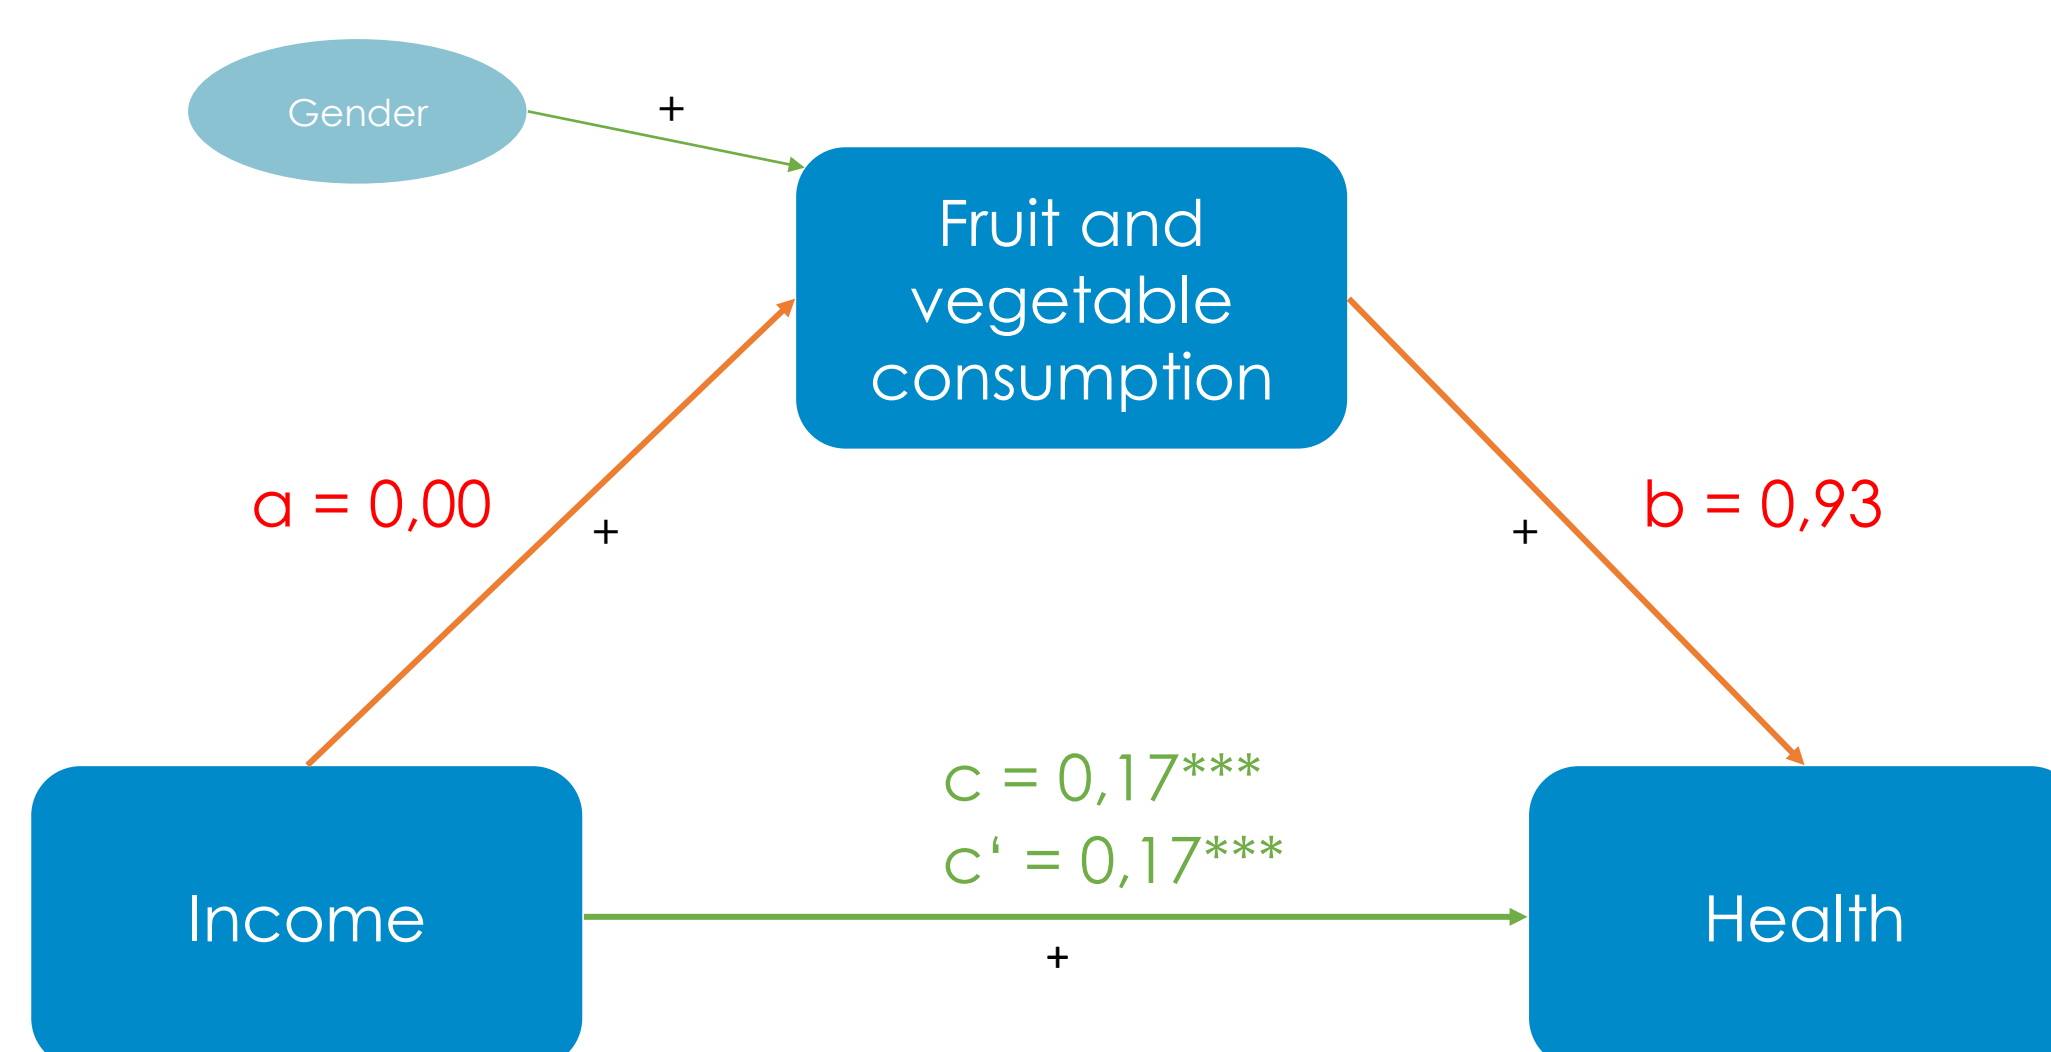 Gender
+
Fruit and
vegetable
consumption
a = 0,00
+
+
b = 0,93
c = 0,17***
c‘ = 0,17***
Income
+
Health